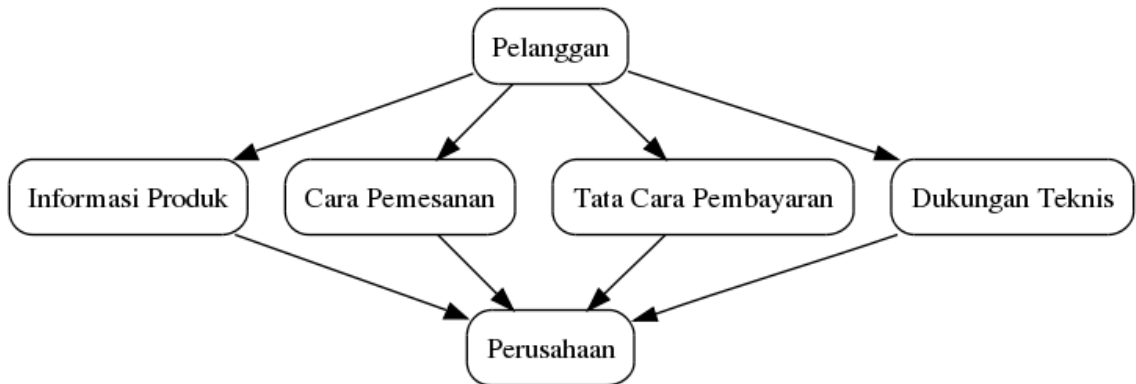 Pelanggan
Informasi Produk
Cara Pemesanan
Tata Cara Pembayaran
Dukungan Teknis
Perusahaan